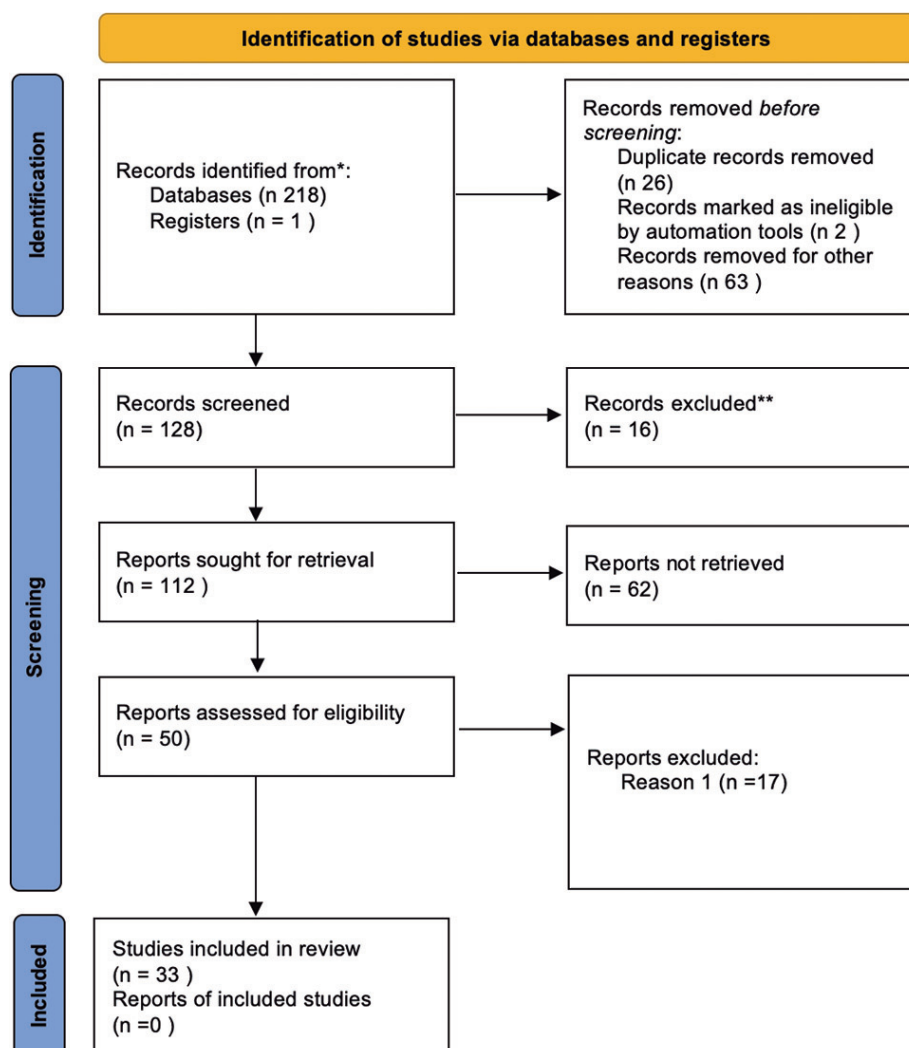 Identification of studies via databases and registers
Identification
Records identified from*:
Databases (n 218)
Registers (n = 1 )
Records removed before
screening:
Duplicate records removed
(n 26)
Records marked as ineligible
by automation tools (n 2 )
Records removed for other
reasons (n 63 )
Screening
Records screened
(n = 128)
Records excluded**
(n = 16)
Reports sought for retrieval
(n = 112 )
Reports not retrieved
(n = 62)
Reports assessed for eligibility
(n = 50)
Reports excluded:
Reason 1 (n =17)
Included
Studies included in review
(n = 33 )
Reports of included studies
(n =0 )